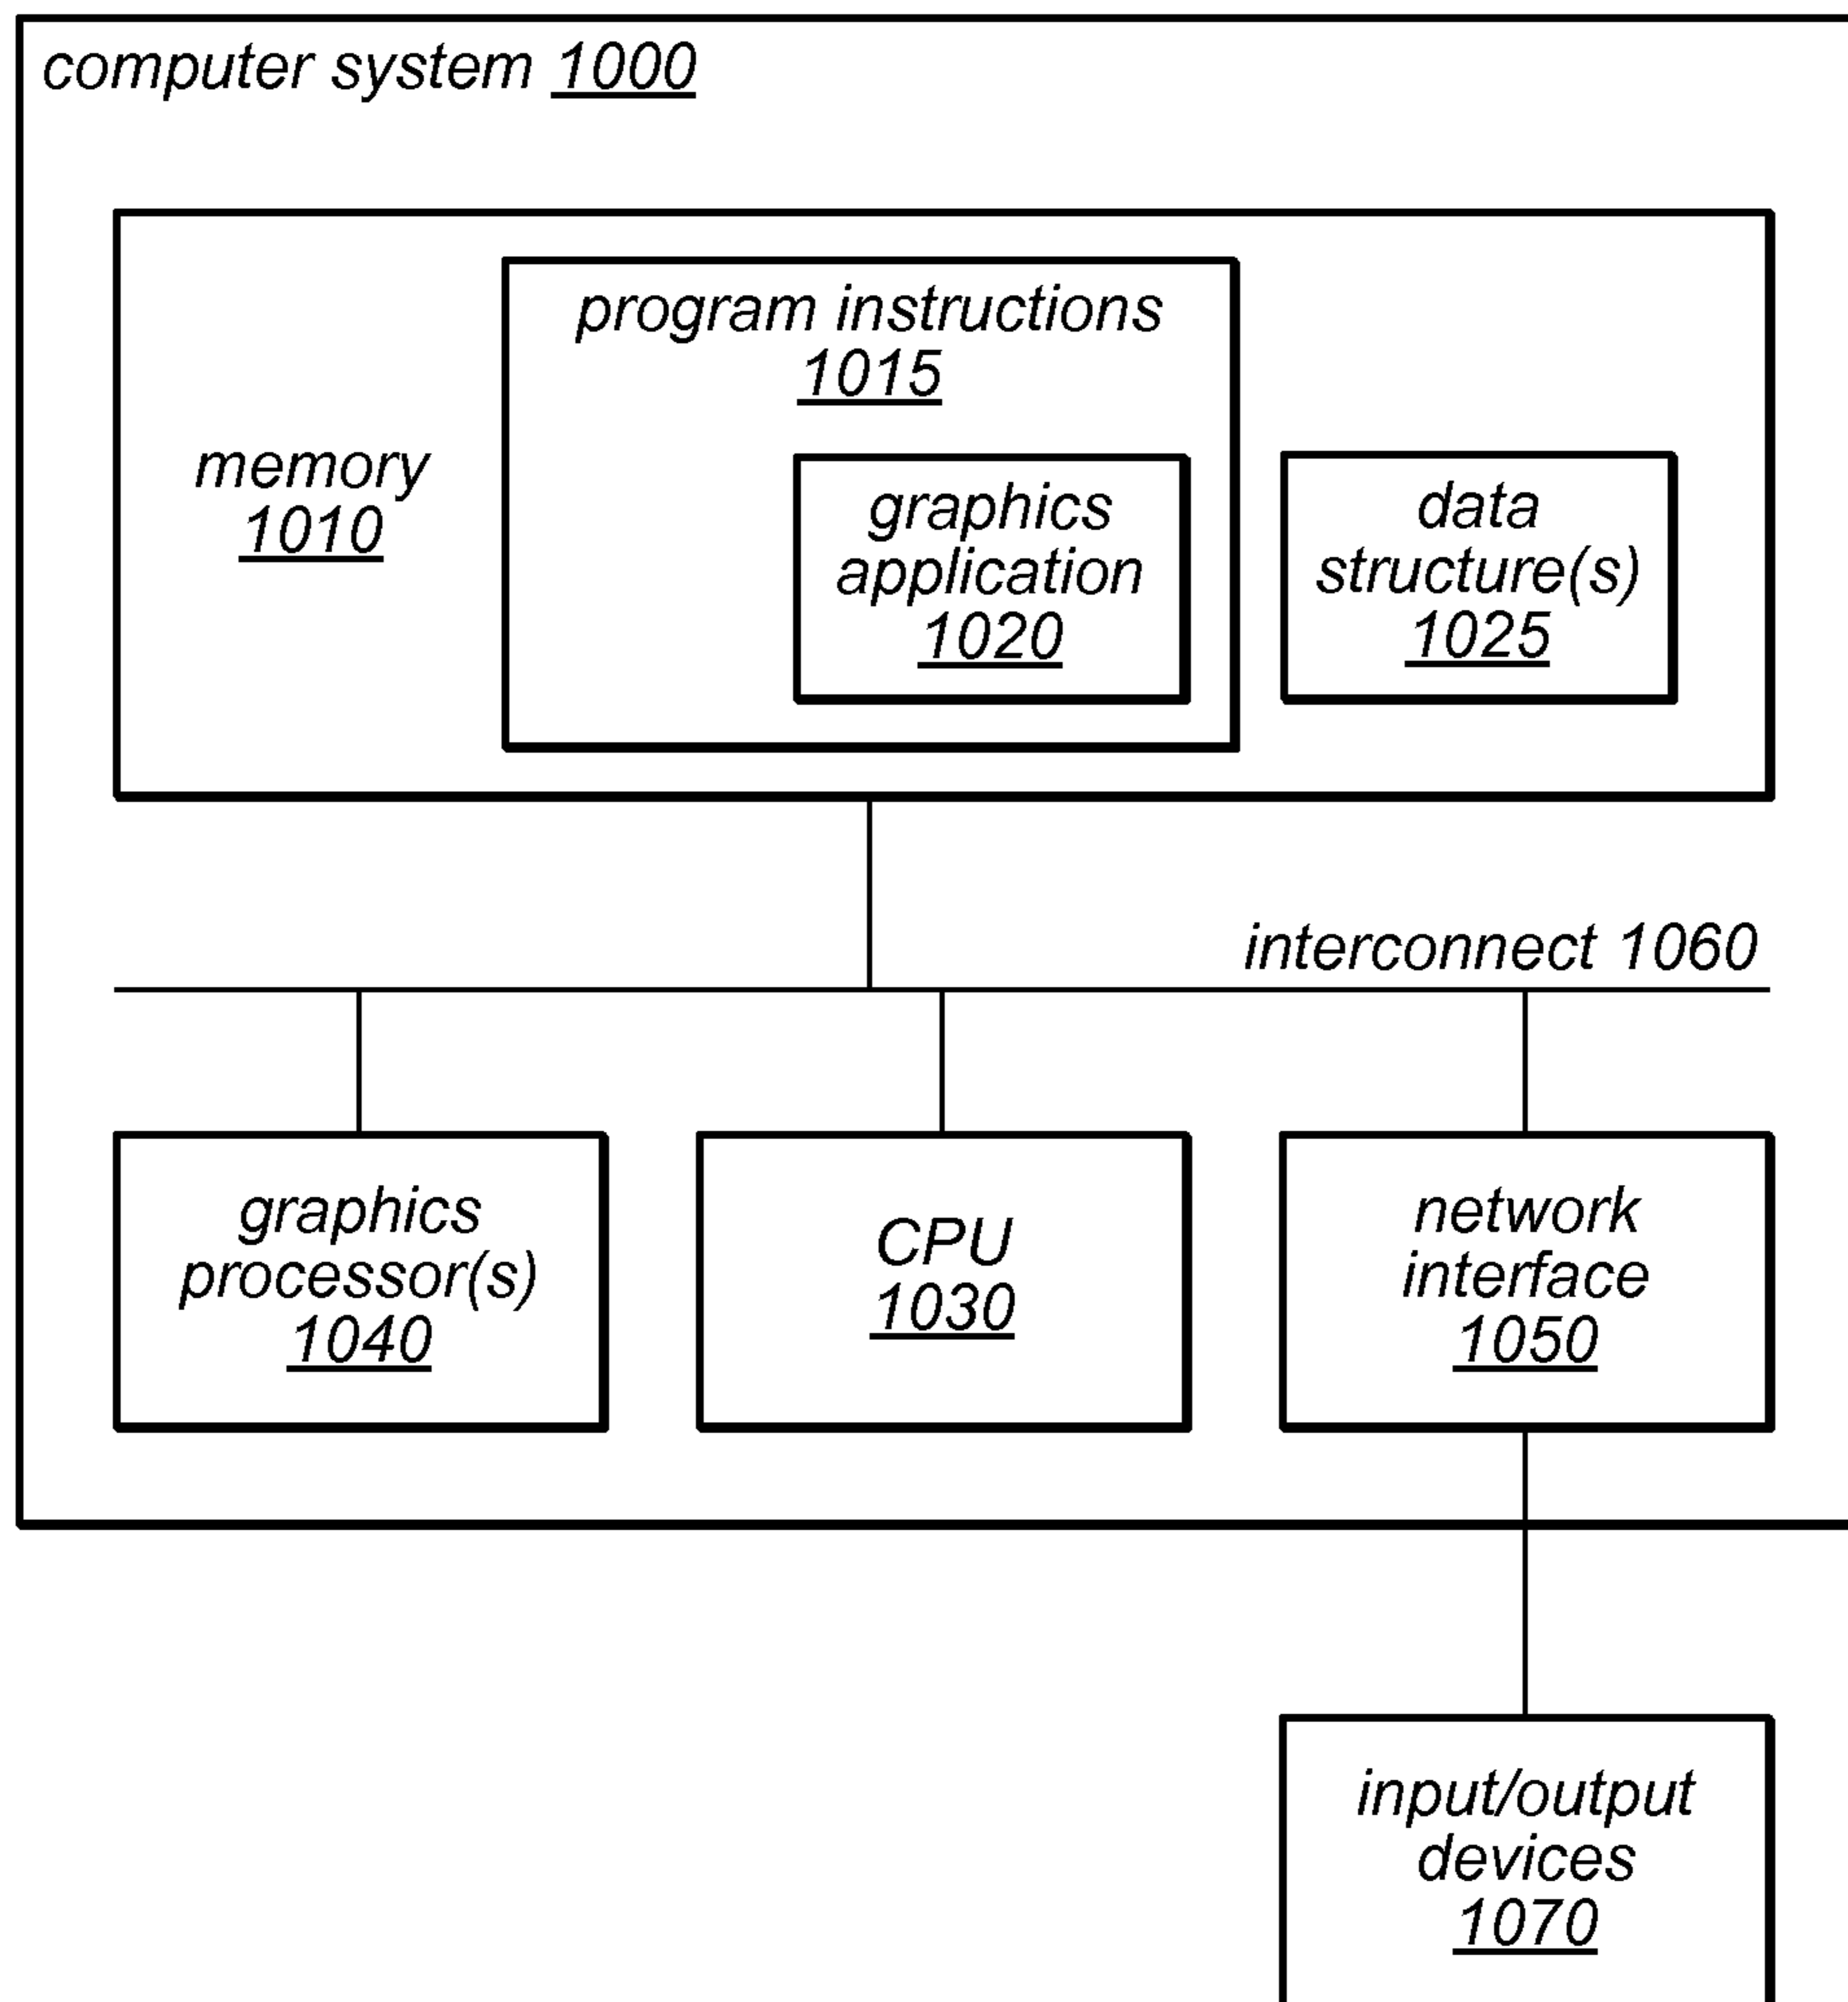 computer system 1000
program instructions
1015
memory
1010
graphics
application
1020
data
structure(s)
1025
interconnect 1060
graphics
processor(s)
1040
CPU
1030
network
interface
1050
input/output
devices
1070